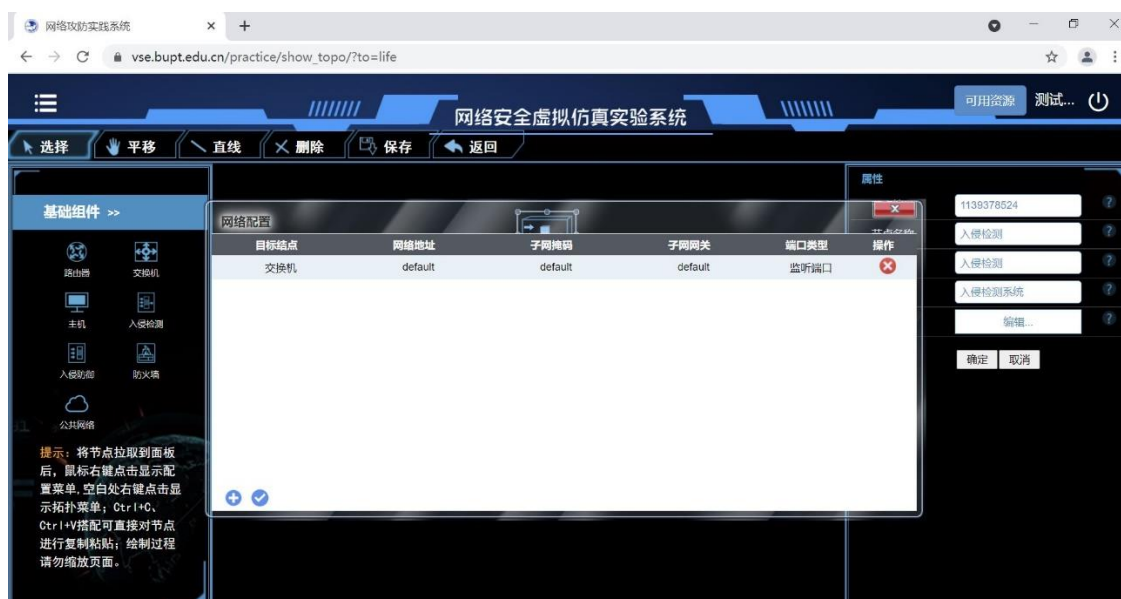 网络攻防实践系统
vse.bupt.edu.cn/practice/show_topo/?to=life
网络安全虚拟仿真实验系统
可用资源 测试...
选择 平移 直线 删除 保存 返回
基础组件 >>
路由器 交换机
主机 入侵检测
入侵防御 防火墙
公共网络
提示：将节点拉取到面板
后，鼠标右键点击显示配
置菜单,空白处右键点击显
示拓扑菜单；Ctrl+C、
Ctrl+V搭配可直接对节点
进行复制粘贴；绘制过程
请勿缩放页面。
网络配置
目标结点 网络地址 子网掩码 子网网关 端口类型 操作
交换机 default default default 监听端口
属性
1139378524
入侵检测
入侵检测
入侵检测系统
编辑...
确定 取消